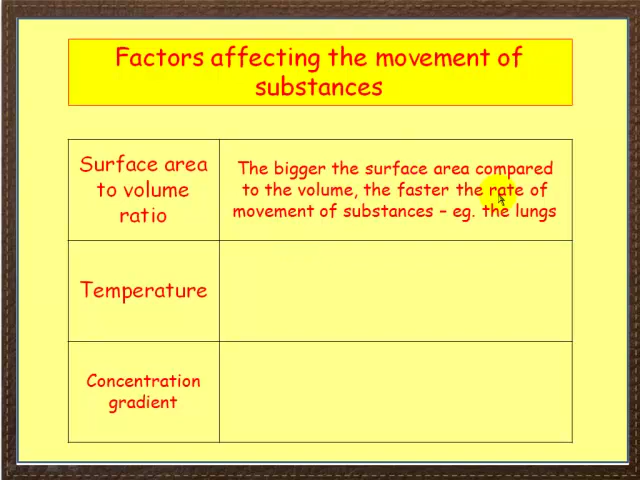 Factors affecting the movement of
substances
Surface area
to volume
ratio
The bigger the surface area compared
to the volume, the faster the rate of
movement of substances – eg. the lungs
Temperature
Concentration
gradient